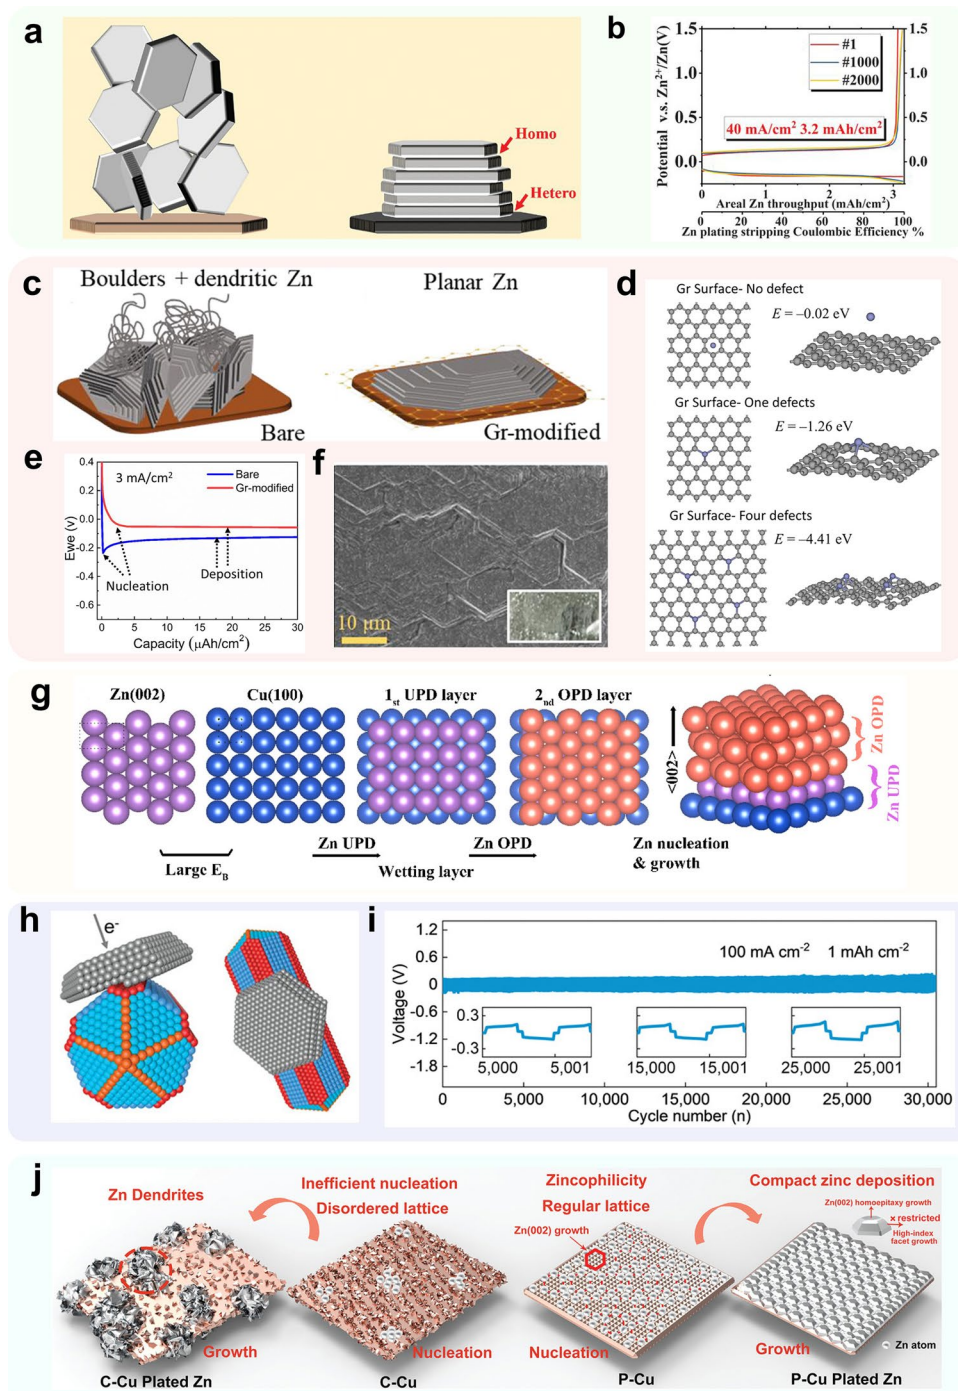 a
Homo
Hetero
b
Potential v.s. Zn²⁺/Zn(V)
1.5
1.0
0.5
0.0
1.5
1.0
0.5
0.0
#1
#1000
#2000
40 mA/cm² 3.2 mAh/cm²
0 1 2 3
Areal Zn throughput (mAh/cm²)
0 20 40 60 80 100
Zn plating stripping Coulombic Efficiency %
c
Boulders + dendritic Zn
Planar Zn
Bare
Gr-modified
d
Gr Surface- No defect
E = –0.02 eV
Gr Surface- One defects
E = –1.26 eV
Gr Surface- Four defects
E = –4.41 eV
e
Ewe (v)
0.4
0.2
0.0
-0.2
-0.4
-0.6
3 mA/cm²
Bare
Gr-modified
Nucleation
Deposition
0 5 10 15 20 25 30
Capacity (μAh/cm²)
f
10 μm
g
Zn(002)
Cu(100)
1st UPD layer
2nd OPD layer
<002>
Zn OPD
Zn UPD
Large EB
Zn UPD
Wetting layer
Zn OPD
Zn nucleation
& growth
h
e-
i
Voltage (V)
1.2
0.6
0
-0.6
-1.2
-1.8
100 mA cm-2 1 mAh cm-2
0.3
-0.3
5,000 5,001
15,000 15,001
25,000 25,001
0 5,000 10,000 15,000 20,000 25,000 30,000
Cycle number (n)
j
Zn Dendrites
Inefficient nucleation
Disordered lattice
Zincophilicity
Regular lattice
Zn(002) growth
Compact zinc deposition
Zn(002) homoepitaxy growth
× restricted
High-index
facet growth
Growth
Nucleation
Nucleation
Growth
Zn atom
C-Cu Plated Zn
C-Cu
P-Cu
P-Cu Plated Zn